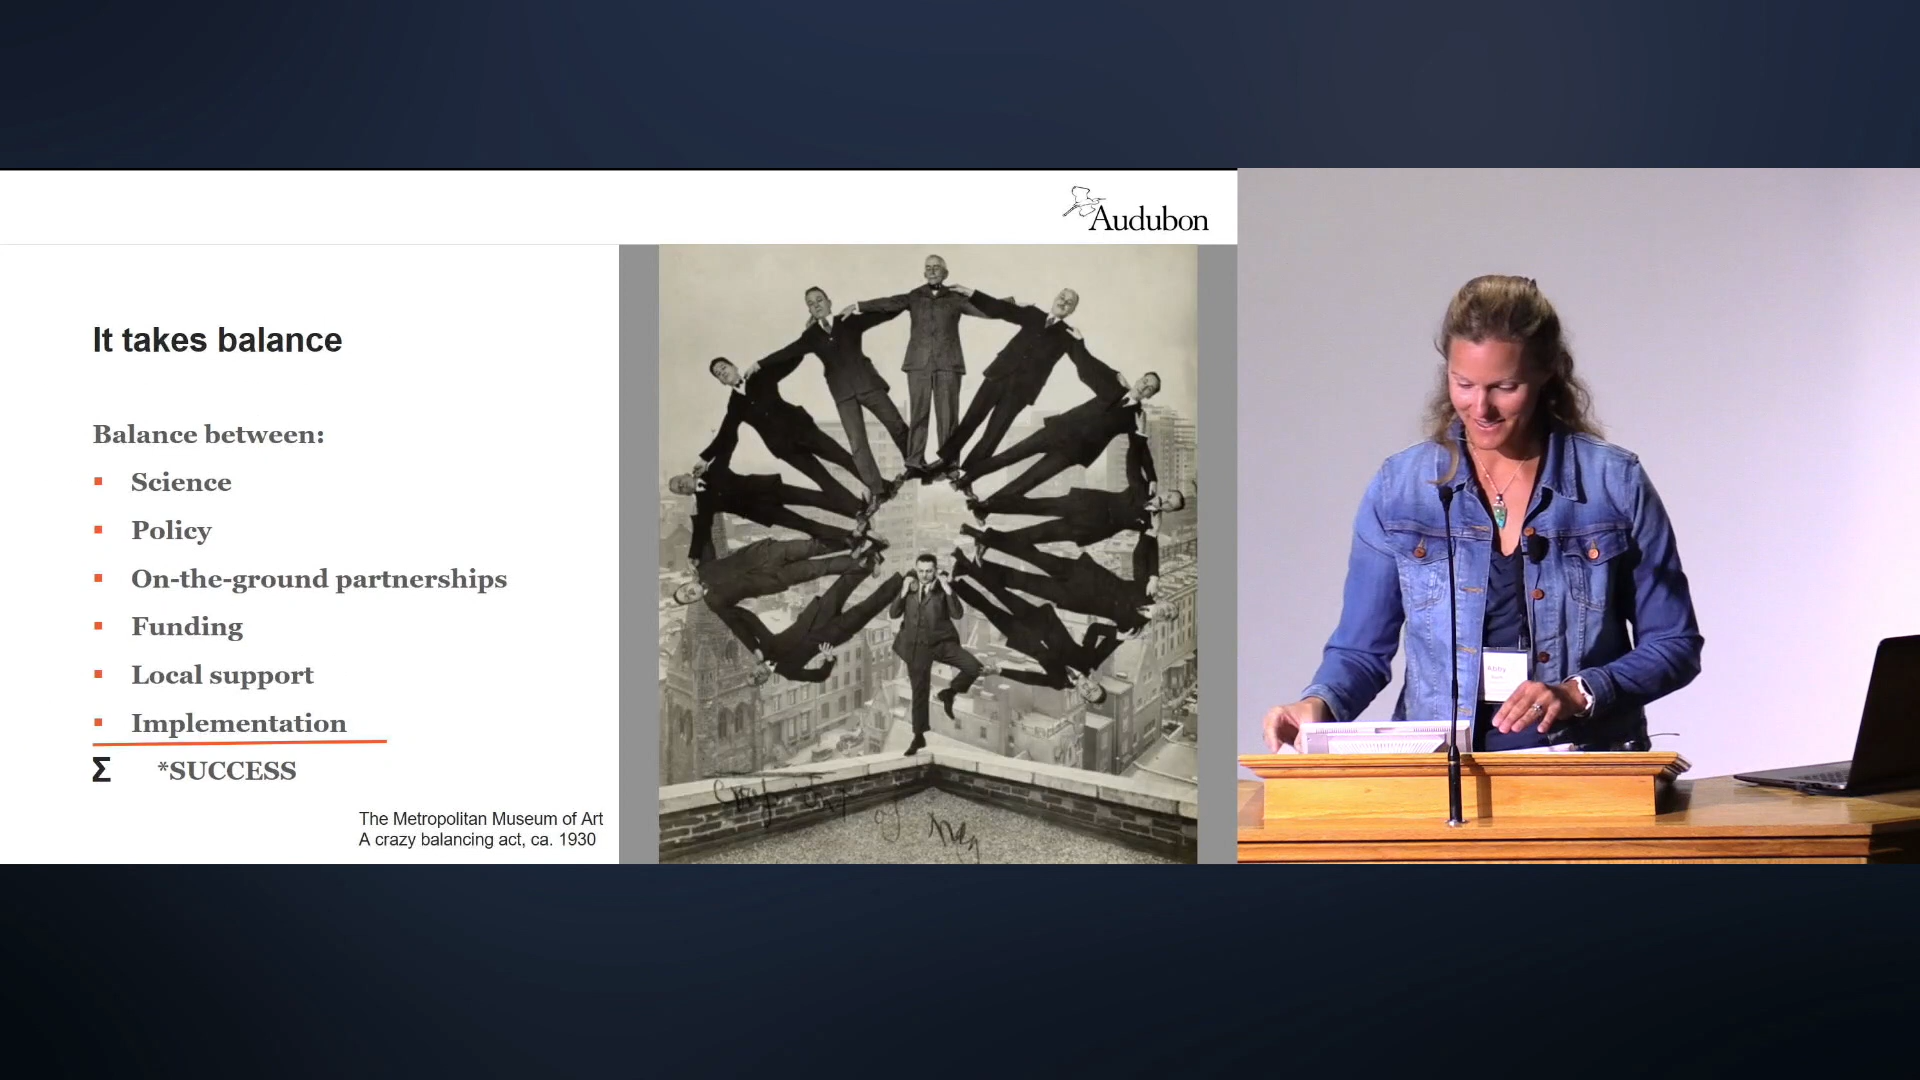 Audubon
It takes balance
Balance between:
▪ Science
▪ Policy
▪ On-the-ground partnerships
▪ Funding
▪ Local support
▪ Implementation
Σ *SUCCESS
The Metropolitan Museum of Art
A crazy balancing act, ca. 1930
of